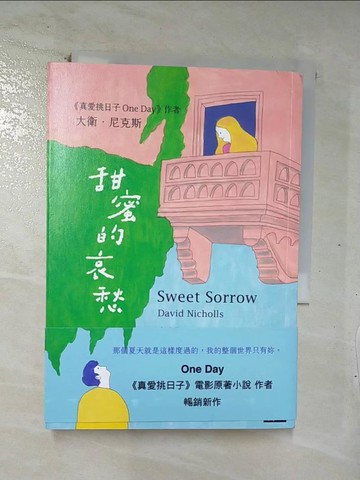 《真愛挑日子 One Day》作者
大衛・尼克斯
甜蜜的哀愁
Sweet Sorrow
David Nicholls
那個夏天就是這樣度過的，我的整個世界只有妳。
One Day
《真愛挑日子》電影原著小說 作者
暢銷新作